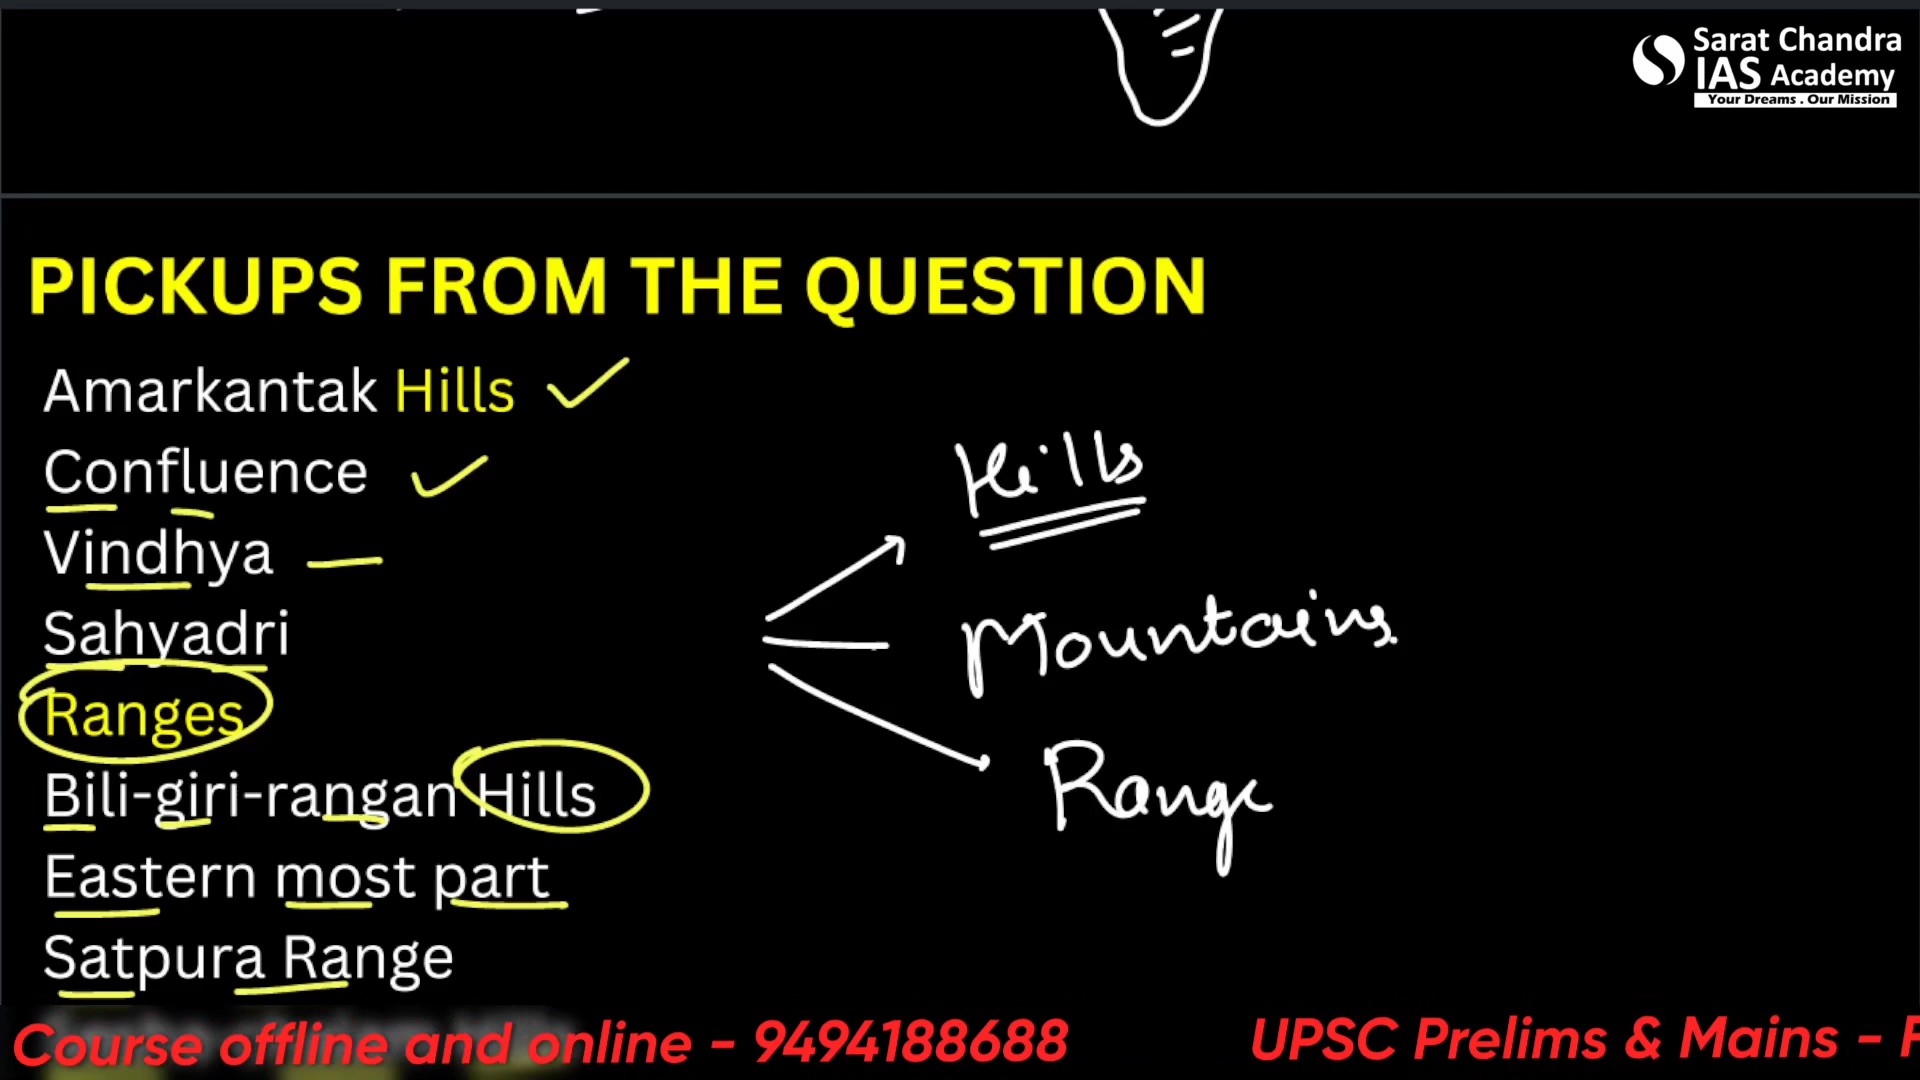 Sarat Chandra
IAS Academy
Your Dreams . Our Mission
PICKUPS FROM THE QUESTION
Amarkantak Hills
Confluence
Vindhya
Sahyadri
Ranges
Bili-giri-rangan Hills
Eastern most part
Satpura Range
Hills
Mountains
Range
Course offline and online - 9494188688
UPSC Prelims & Mains - F